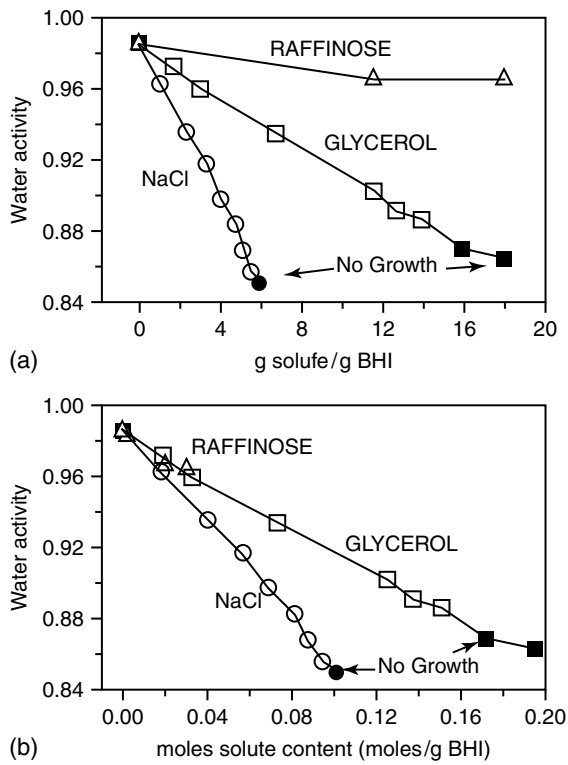 1.00
0.96
0.92
0.88
0.84
Water activity
RAFFINOSE
GLYCEROL
NaCl
No Growth
0 4 8 12 16 20
(a)
g solufe/g BHI
1.00
0.96
0.92
0.88
0.84
Water activity
RAFFINOSE
GLYCEROL
NaCl
No Growth
0.00 0.04 0.08 0.12 0.16 0.20
(b)
moles solute content (moles/g BHI)